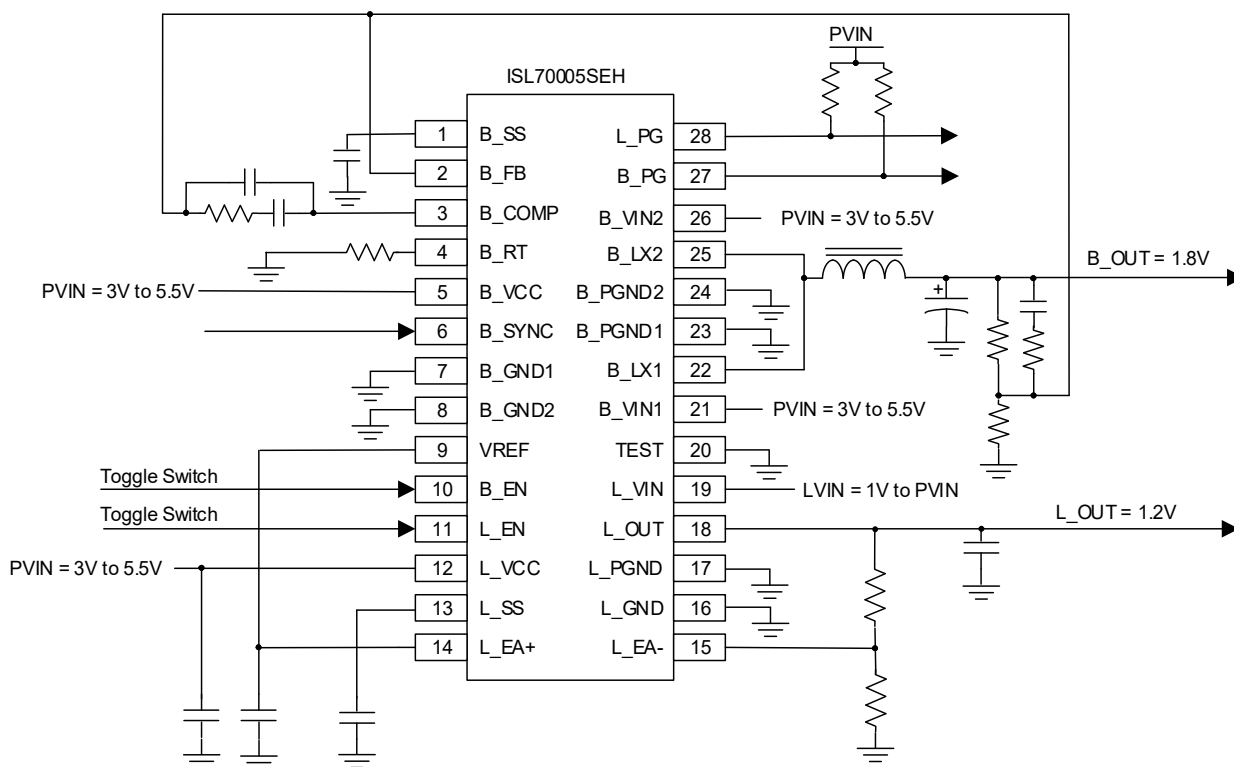 PVIN
ISL70005SEH
1 B_SS L_PG 28
2 B_FB B_PG 27
3 B_COMP B_VIN2 26 PVIN = 3V to 5.5V
4 B_RT B_LX2 25 B_OUT = 1.8V
PVIN = 3V to 5.5V 5 B_VCC B_PGND2 24
+
6 B_SYNC B_PGND1 23
7 B_GND1 B_LX1 22
8 B_GND2 B_VIN1 21 PVIN = 3V to 5.5V
9 VREF TEST 20
Toggle Switch
10 B_EN L_VIN 19 LVIN = 1V to PVIN
Toggle Switch
11 L_EN L_OUT 18 L_OUT = 1.2V
PVIN = 3V to 5.5V 12 L_VCC L_PGND 17
13 L_SS L_GND 16
14 L_EA+ L_EA- 15